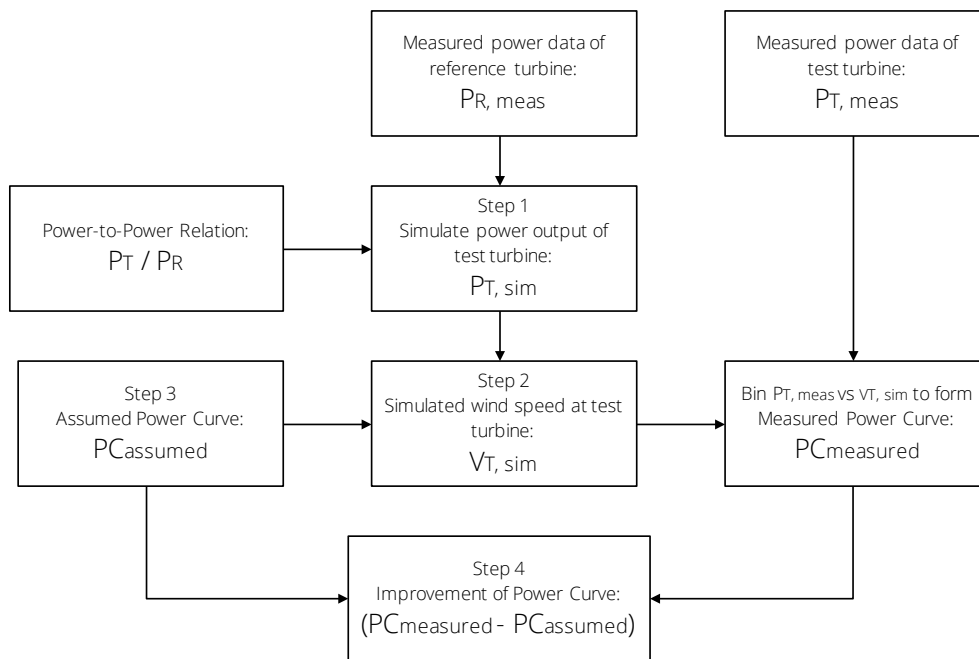 Measured power data of
reference turbine:
PR, meas
Measured power data of
test turbine:
PT, meas
Power-to-Power Relation:
PT / PR
Step 1
Simulate power output of
test turbine:
PT, sim
Step 3
Assumed Power Curve:
PCassumed
Step 2
Simulated wind speed at test
turbine:
VT, sim
Bin PT, meas vs VT, sim to form
Measured Power Curve:
PCmeasured
Step 4
Improvement of Power Curve:
(PCmeasured - PCassumed)